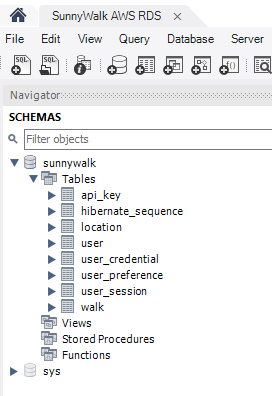 SunnyWalk AWS RDS
File Edit View Query Database Server
SQL SQL
Navigator
SCHEMAS
Filter objects
sunnywalk
Tables
api_key
hibernate_sequence
location
user
user_credential
user_preference
user_session
walk
Views
Stored Procedures
Functions
sys